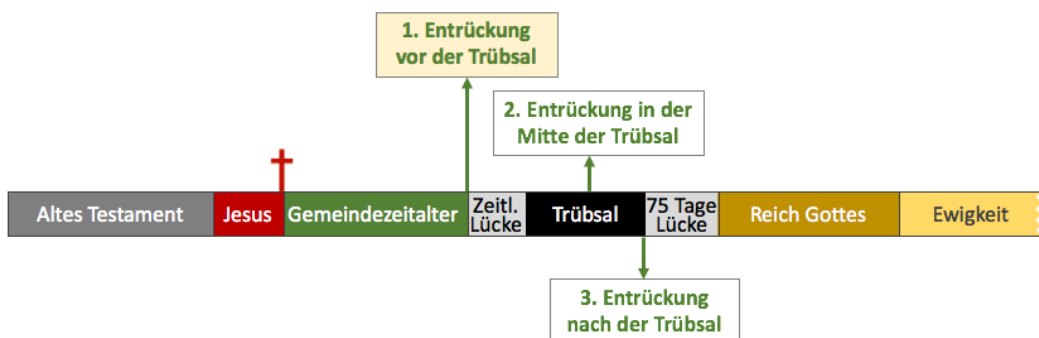 1. Entrückung
vor der Trübsal
2. Entrückung in der
Mitte der Trübsal
Altes Testament
Jesus
Gemeindezeitalter
Zeitl.
Lücke
Trübsal
75 Tage
Lücke
Reich Gottes
Ewigkeit
3. Entrückung
nach der Trübsal